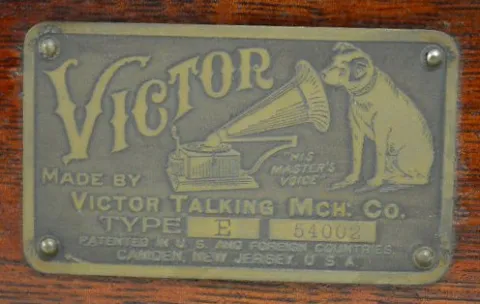 VICTOR
"HIS
MASTER'S
VOICE"
MADE BY
VICTOR TALKING MCH. CO.
TYPE E 54002
PATENTED IN U.S. AND FOREIGN COUNTRIES
CAMDEN, NEW JERSEY, U.S.A.